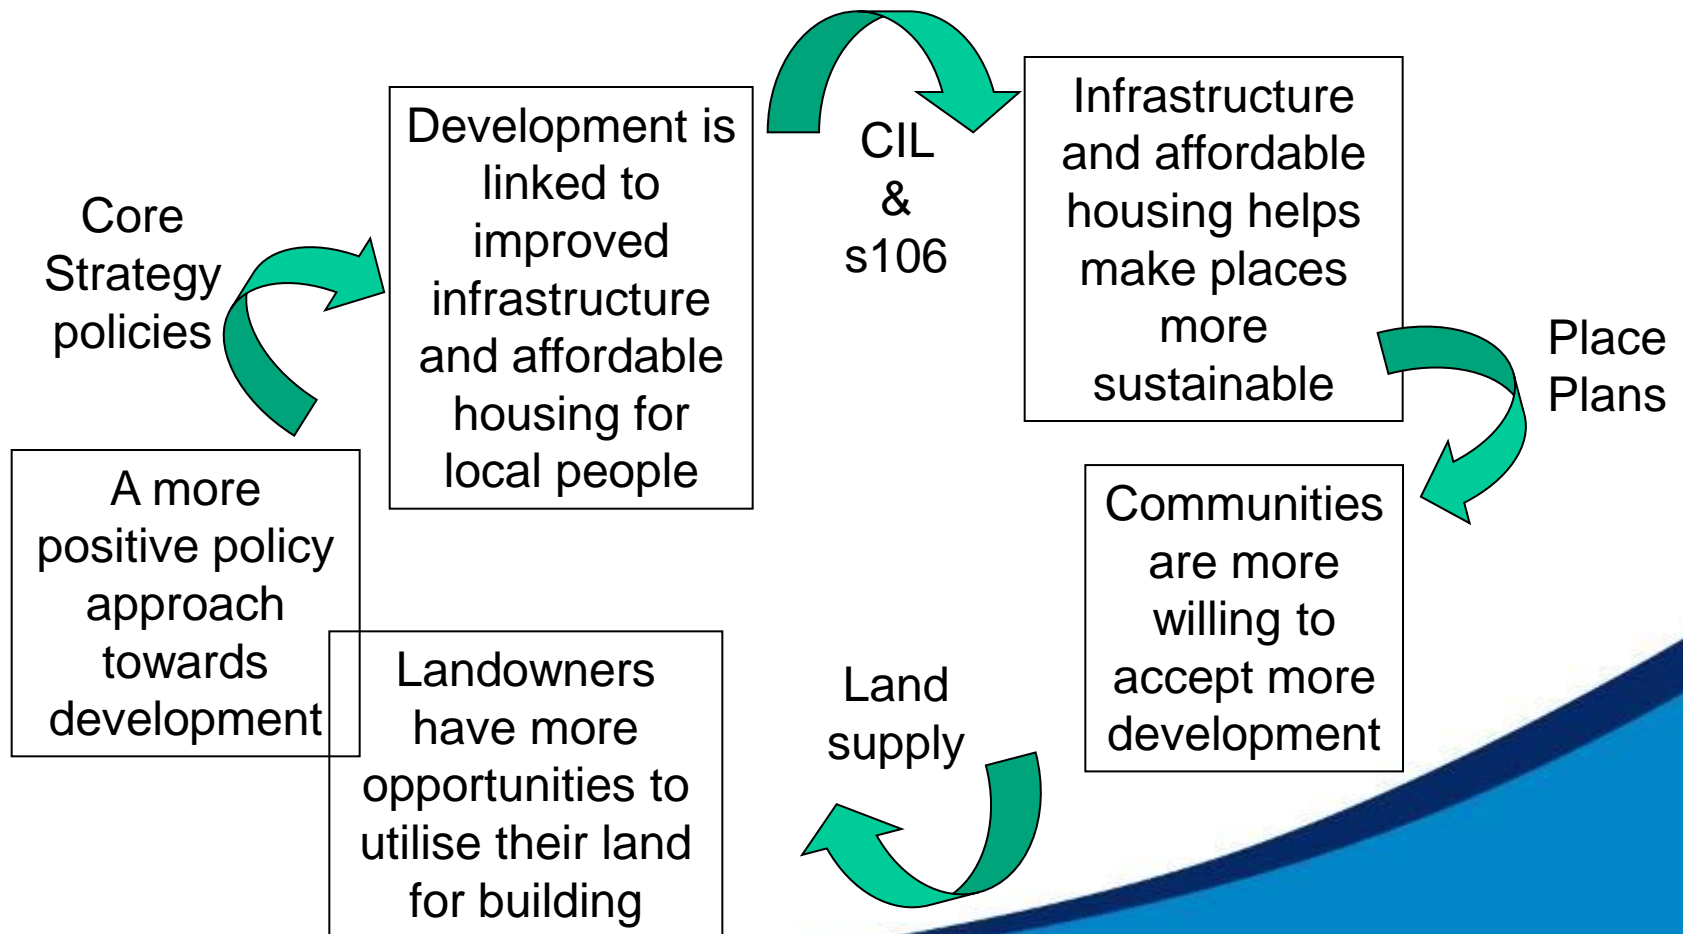 Core
Strategy
policies
A more
positive policy
approach
towards
development
Development is
linked to
improved
infrastructure
and affordable
housing for
local people
CIL
&
s106
Infrastructure
and affordable
housing helps
make places
more
sustainable
Place
Plans
Communities
are more
willing to
accept more
development
Land
supply
Landowners
have more
opportunities to
utilise their land
for building